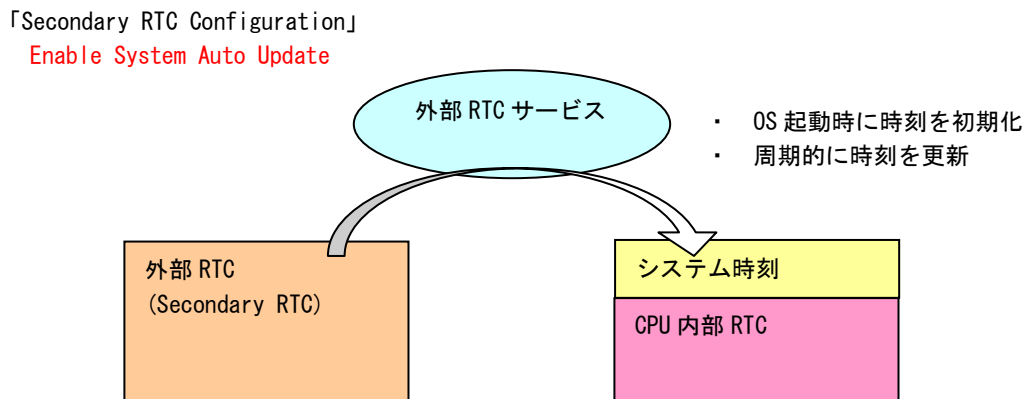 「Secondary RTC Configuration」
Enable System Auto Update
外部 RTC サービス
・ OS 起動時に時刻を初期化
・ 周期的に時刻を更新
外部 RTC
(Secondary RTC)
システム時刻
CPU 内部 RTC